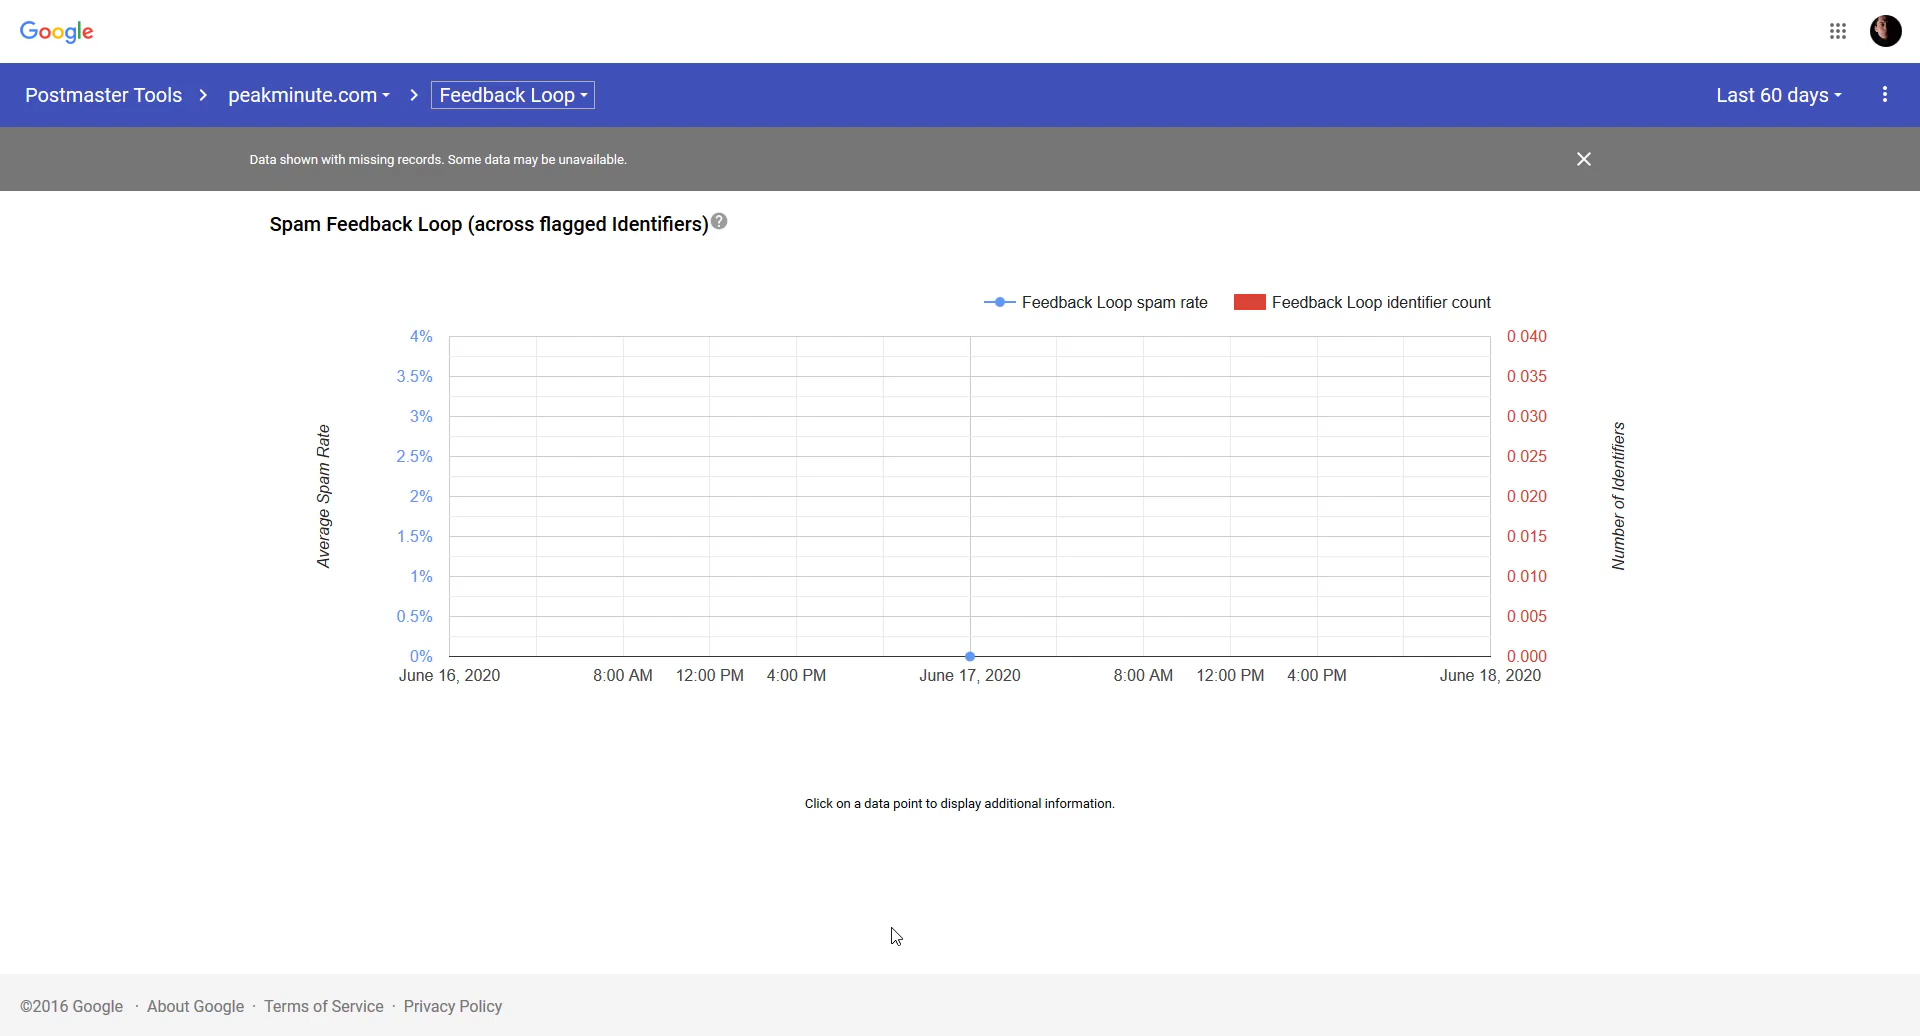 Google
Postmaster Tools > peakminute.com > Feedback Loop Last 60 days
Data shown with missing records. Some data may be unavailable.
Spam Feedback Loop (across flagged Identifiers) ?
Feedback Loop spam rate Feedback Loop identifier count
4% 0.040
3.5% 0.035
3% 0.030
2.5% 0.025
2% 0.020
1.5% 0.015
1% 0.010
0.5% 0.005
0% 0.000
Average Spam Rate
Number of Identifiers
June 16, 2020 8:00 AM 12:00 PM 4:00 PM June 17, 2020 8:00 AM 12:00 PM 4:00 PM June 18, 2020
Click on a data point to display additional information.
©2016 Google · About Google · Terms of Service · Privacy Policy